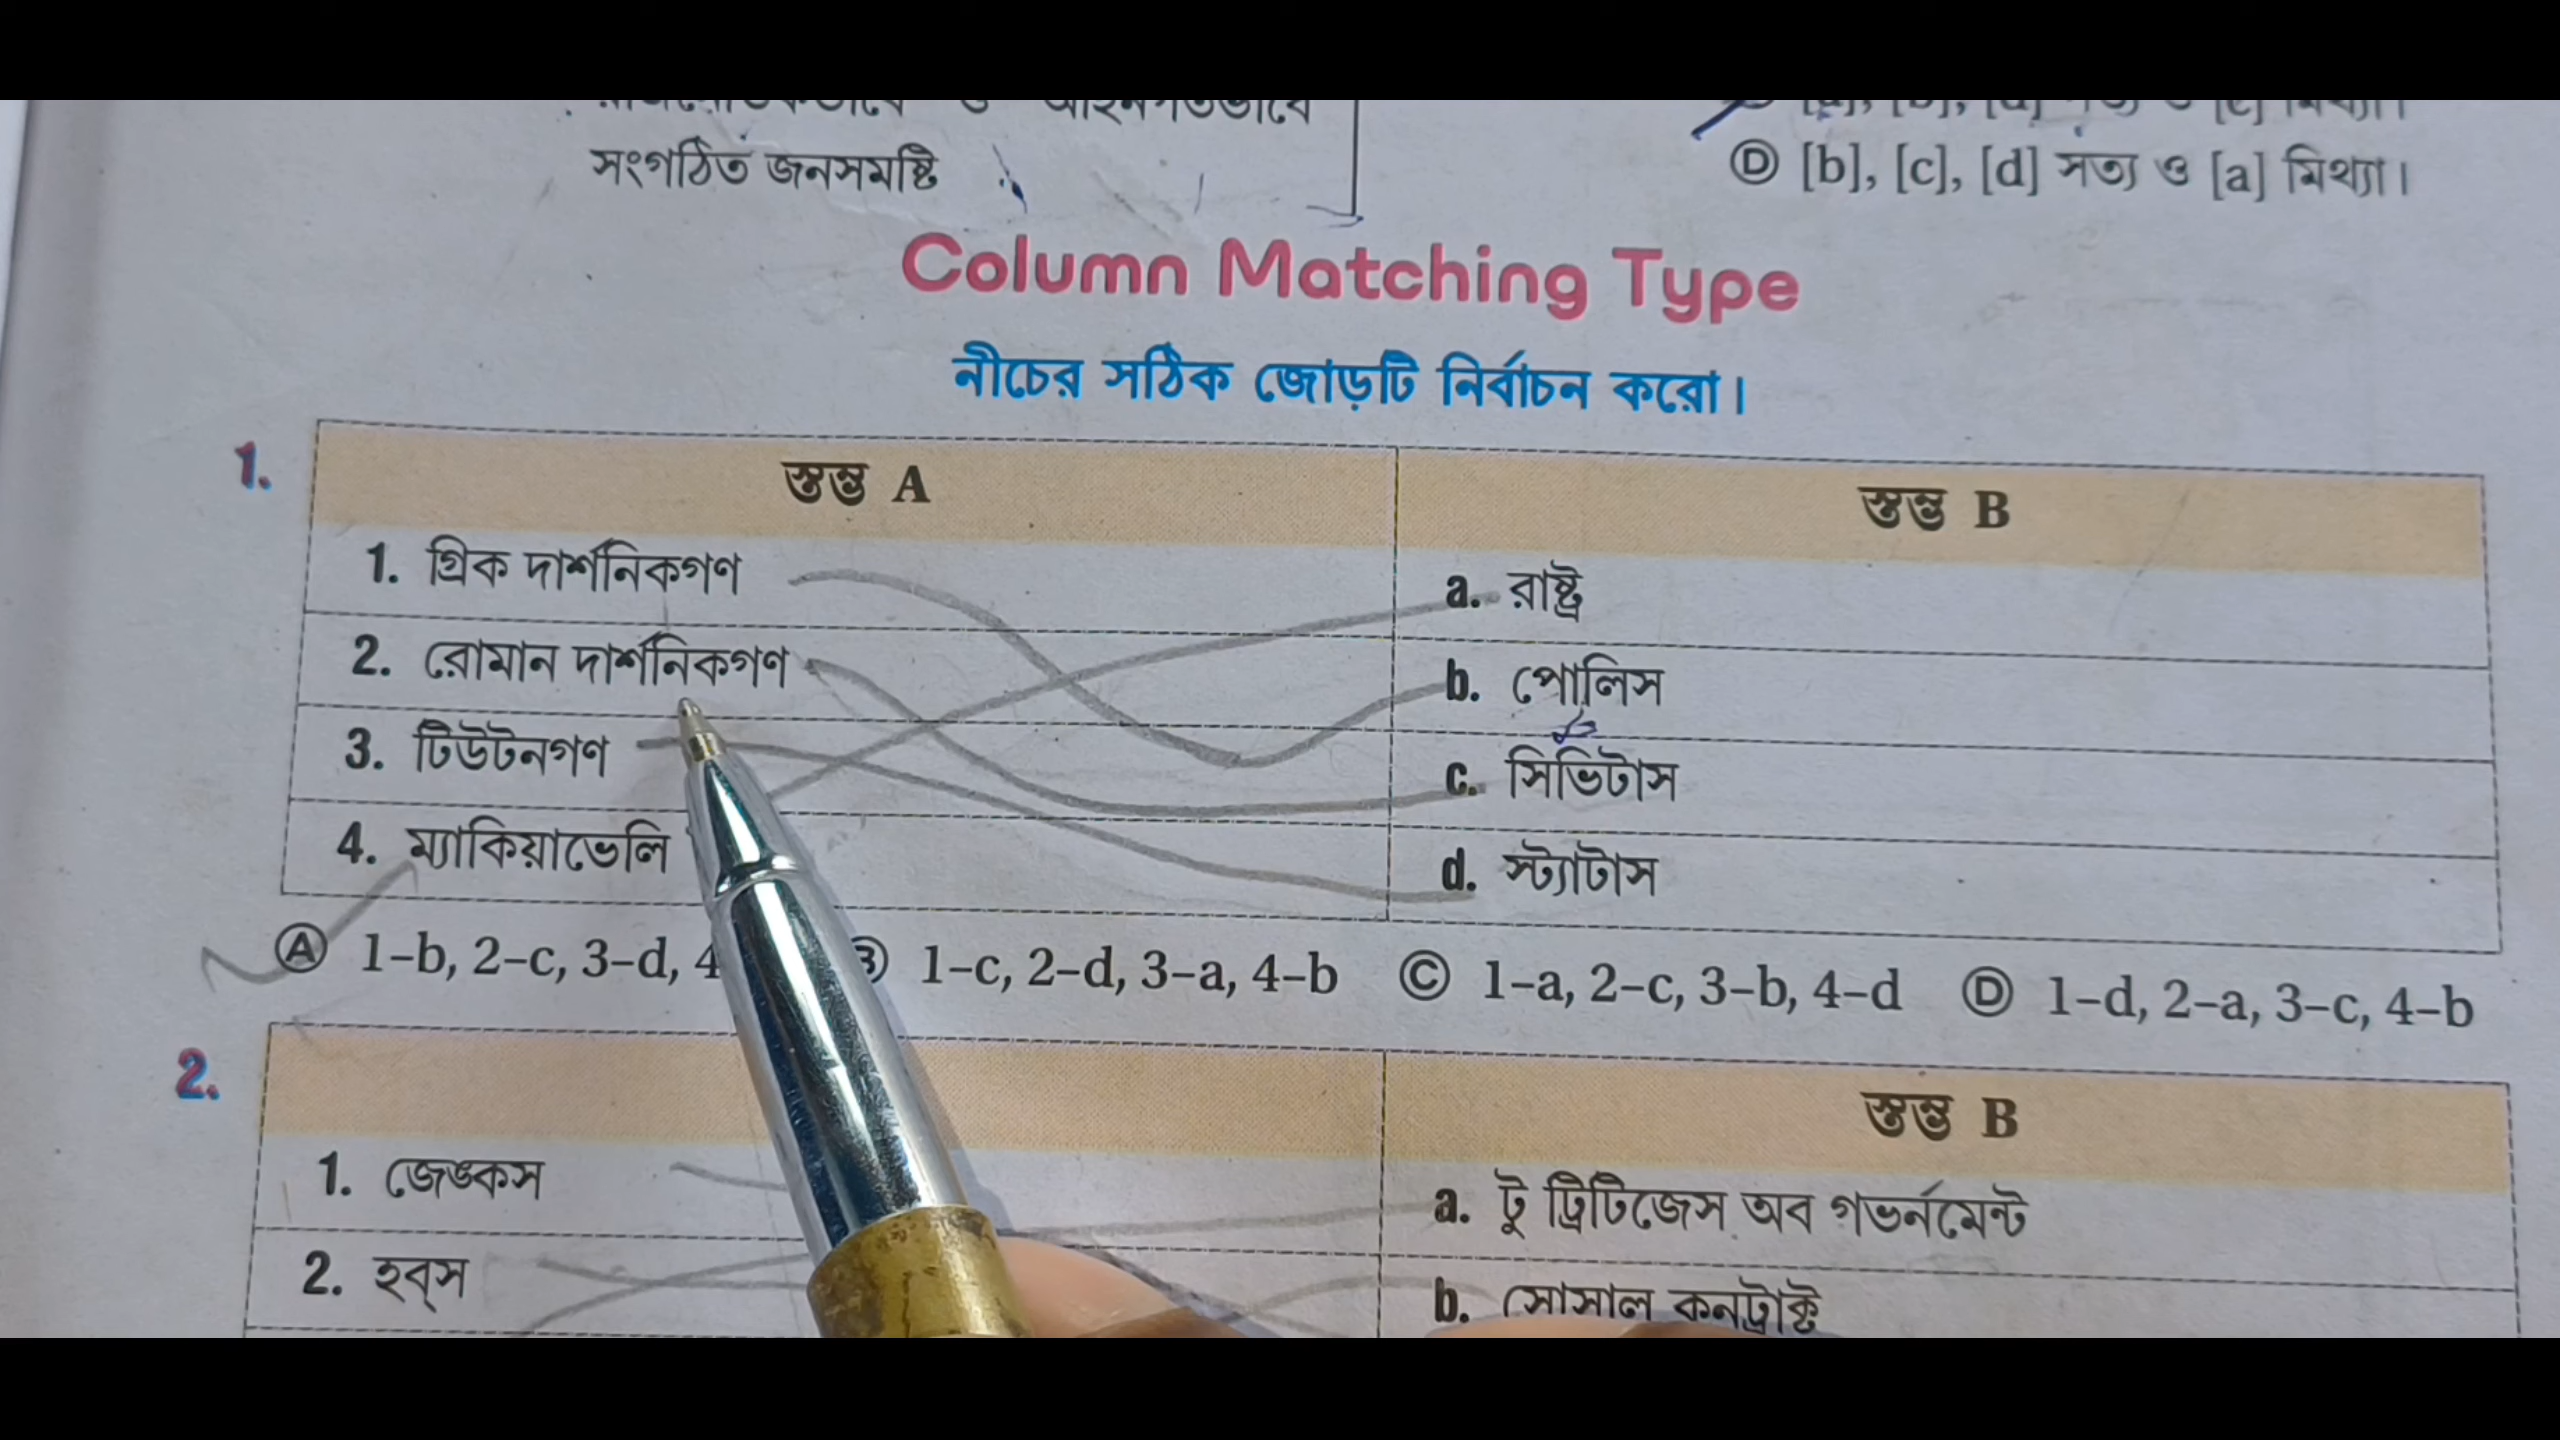 সংগঠিত জনসমষ্টি
Ⓓ [b], [c], [d] সত্য ও [a] মিথ্যা।
Column Matching Type
নীচের সঠিক জোড়টি নির্বাচন করো।
1.
স্তম্ভ A স্তম্ভ B
1. গ্রিক দার্শনিকগণ a. রাষ্ট্র
2. রোমান দার্শনিকগণ b. পোলিস
3. টিউটনগণ c. সিভিটাস
4. ম্যাকিয়াভেলি d. স্ট্যাটাস
Ⓐ 1–b, 2–c, 3–d, 4 Ⓑ 1–c, 2–d, 3–a, 4–b Ⓒ 1–a, 2–c, 3–b, 4–d Ⓓ 1–d, 2–a, 3–c, 4–b
2.
স্তম্ভ B
1. জেঙ্কস a. টু ট্রিটিজেস অব গভর্নমেন্ট
2. হব্‌স b. সোসাল কনট্রাক্ট